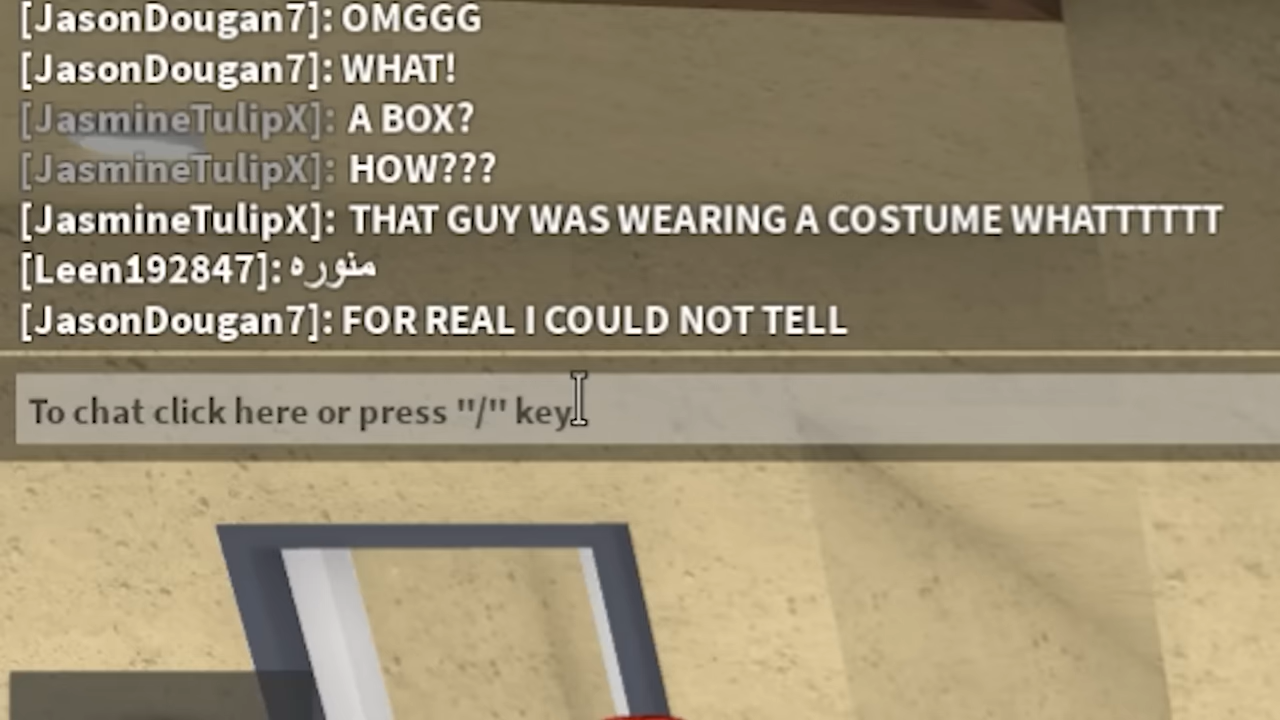 [JasonDougan7]: OMGGG
[JasonDougan7]: WHAT!
[JasmineTulipX]: A BOX?
[JasmineTulipX]: HOW???
[JasmineTulipX]: THAT GUY WAS WEARING A COSTUME WHATTTTTT
[Leen192847]: منوره
[JasonDougan7]: FOR REAL I COULD NOT TELL
To chat click here or press "/" key